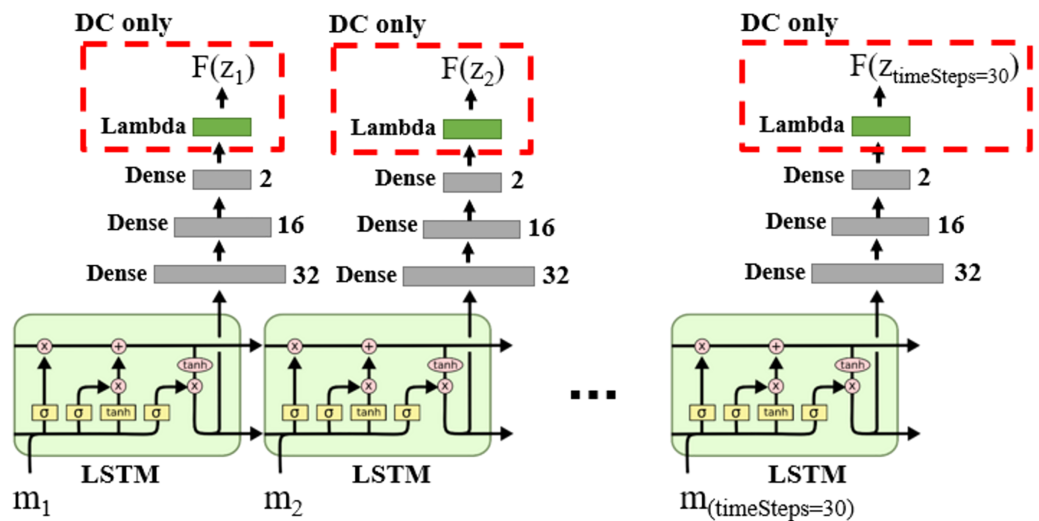 DC only
DC only
DC only
F(z1)
F(z2)
F(ztimeSteps=30)
Lambda
Lambda
Lambda
Dense 2
Dense 2
Dense 2
Dense 16
Dense 16
Dense 16
Dense 32
Dense 32
Dense 32
x + tanh
x + tanh
x + tanh
x x
x x
x x
σ σ tanh σ
σ σ tanh σ
σ σ tanh σ
...
LSTM
LSTM
LSTM
m1
m2
m(timeSteps=30)